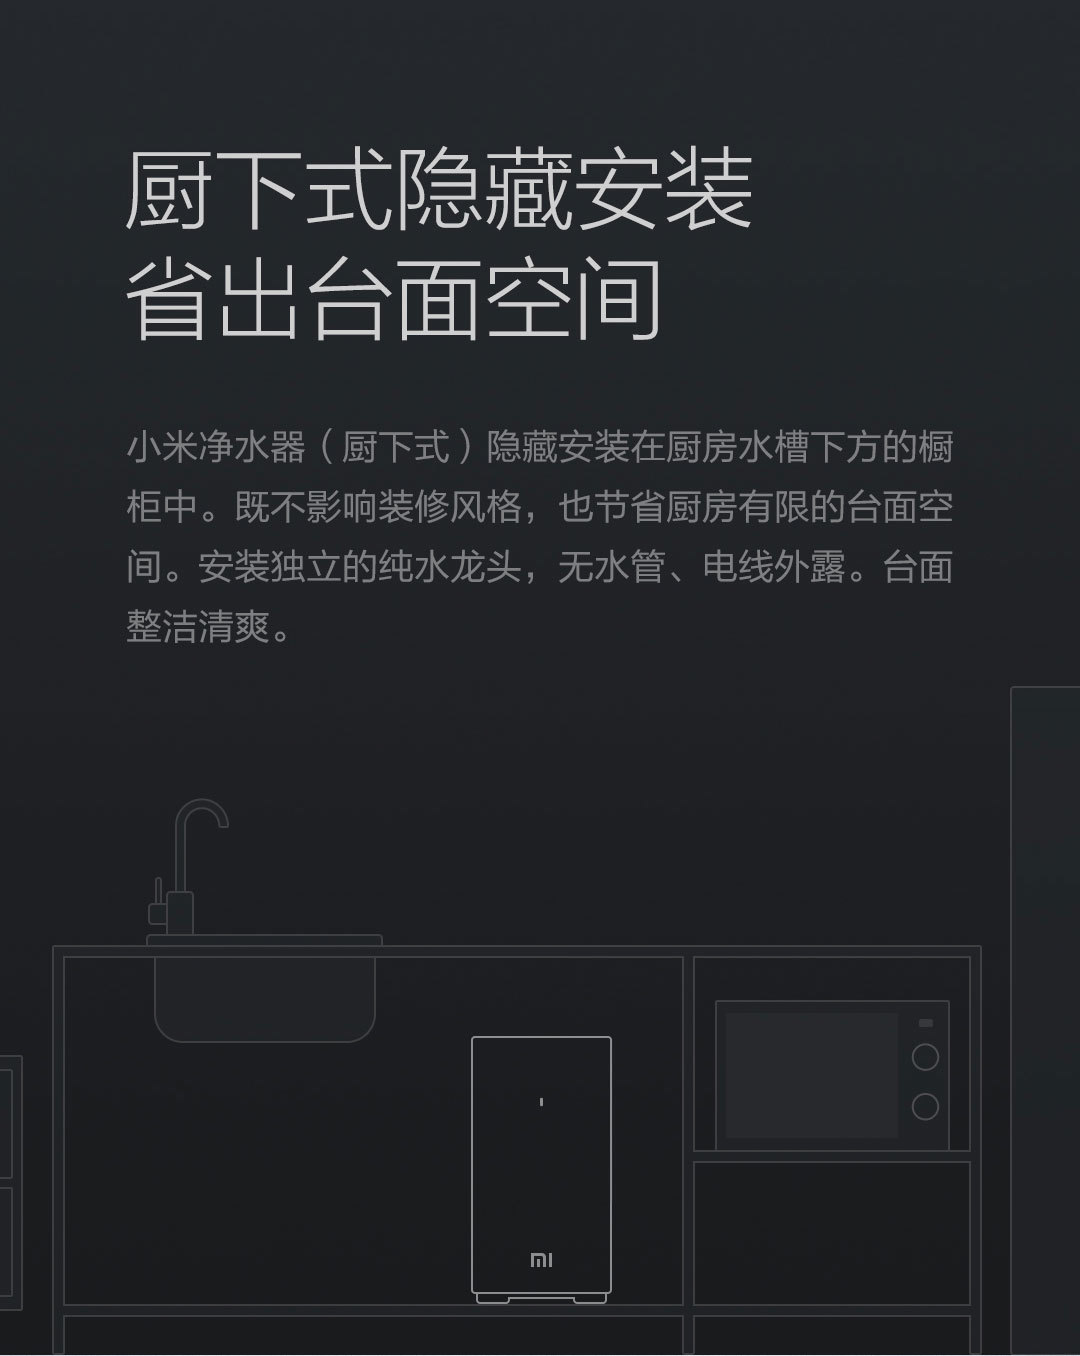 厨下式隐藏安装
省出台面空间
小米净水器（厨下式）隐藏安装在厨房水槽下方的橱
柜中。既不影响装修风格，也节省厨房有限的台面空
间。安装独立的纯水龙头，无水管、电线外露。台面
整洁清爽。
mi